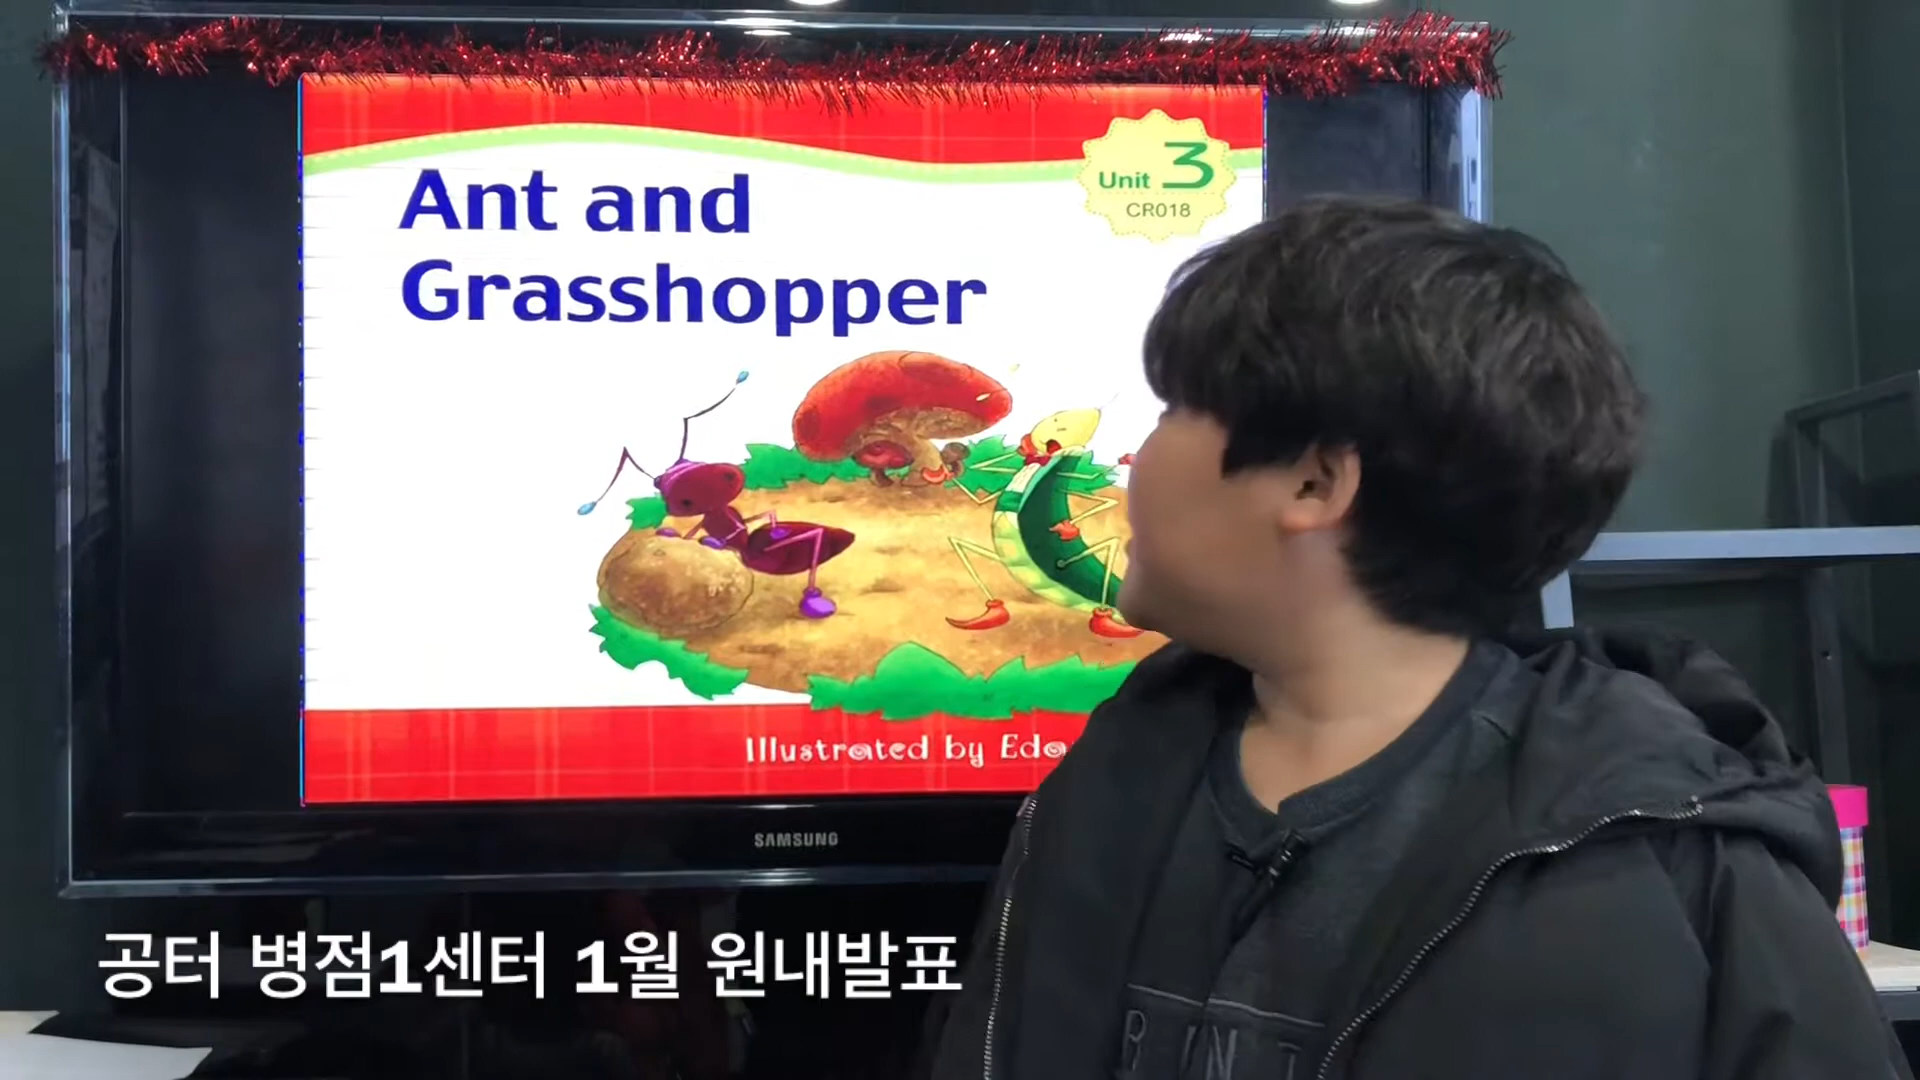 Ant and
Grasshopper
Unit 3
CR018
Illustrated by
SAMSUNG
공터 병점1센터 1월 원내발표